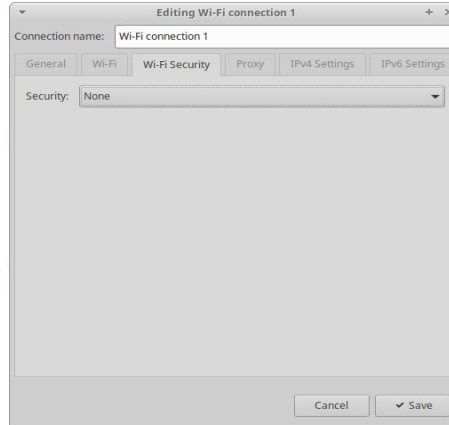 Editing Wi-Fi connection 1
Connection name: Wi-Fi connection 1
General Wi-Fi Wi-Fi Security Proxy IPv4 Settings IPv6 Settings
Security: None
Cancel Save